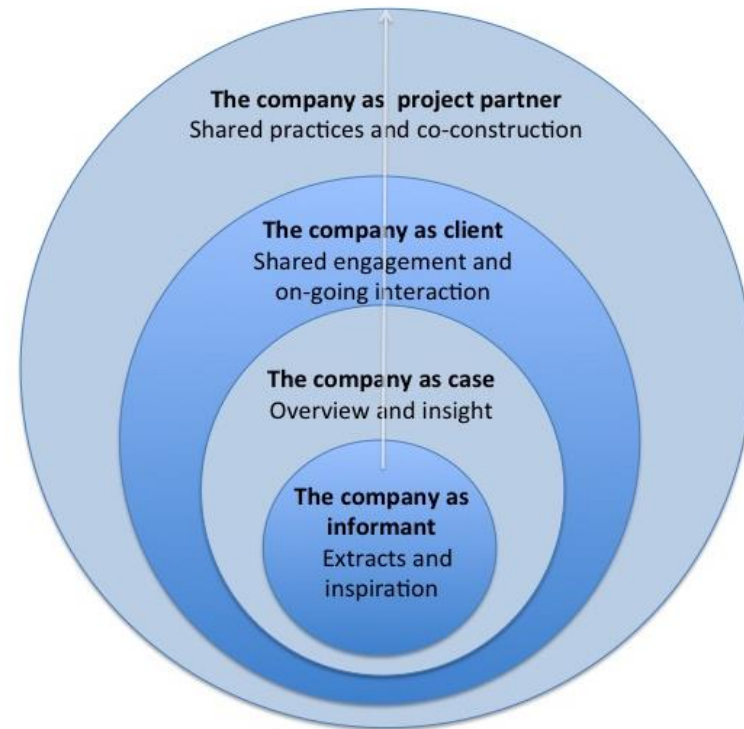 The company as project partner
Shared practices and co-construction
The company as client
Shared engagement and
on-going interaction
The company as case
Overview and insight
The company as
informant
Extracts and
inspiration